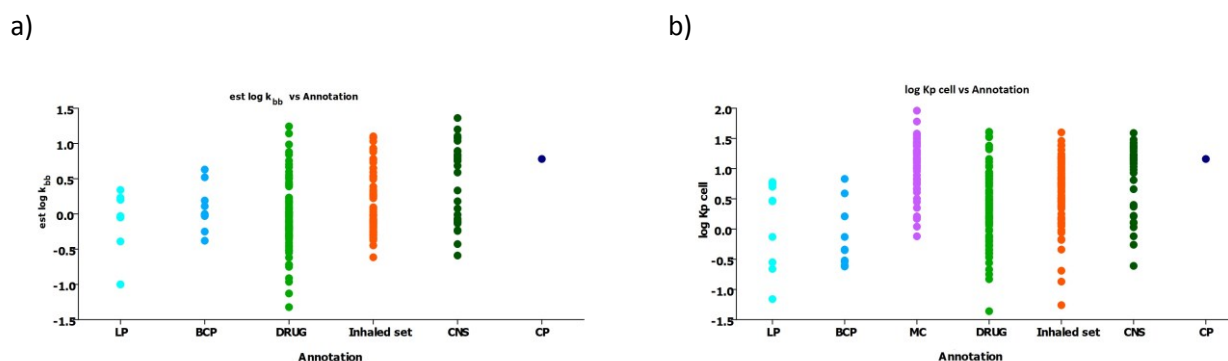 a)
est log k_bb vs Annotation
est log k_bb
1.5
1.0
0.5
0.0
-0.5
-1.0
-1.5
LP BCP DRUG Inhaled set CNS CP
Annotation
b)
log Kp cell vs Annotation
log Kp cell
2.0
1.5
1.0
0.5
0.0
-0.5
-1.0
-1.5
LP BCP MC DRUG Inhaled set CNS CP
Annotation